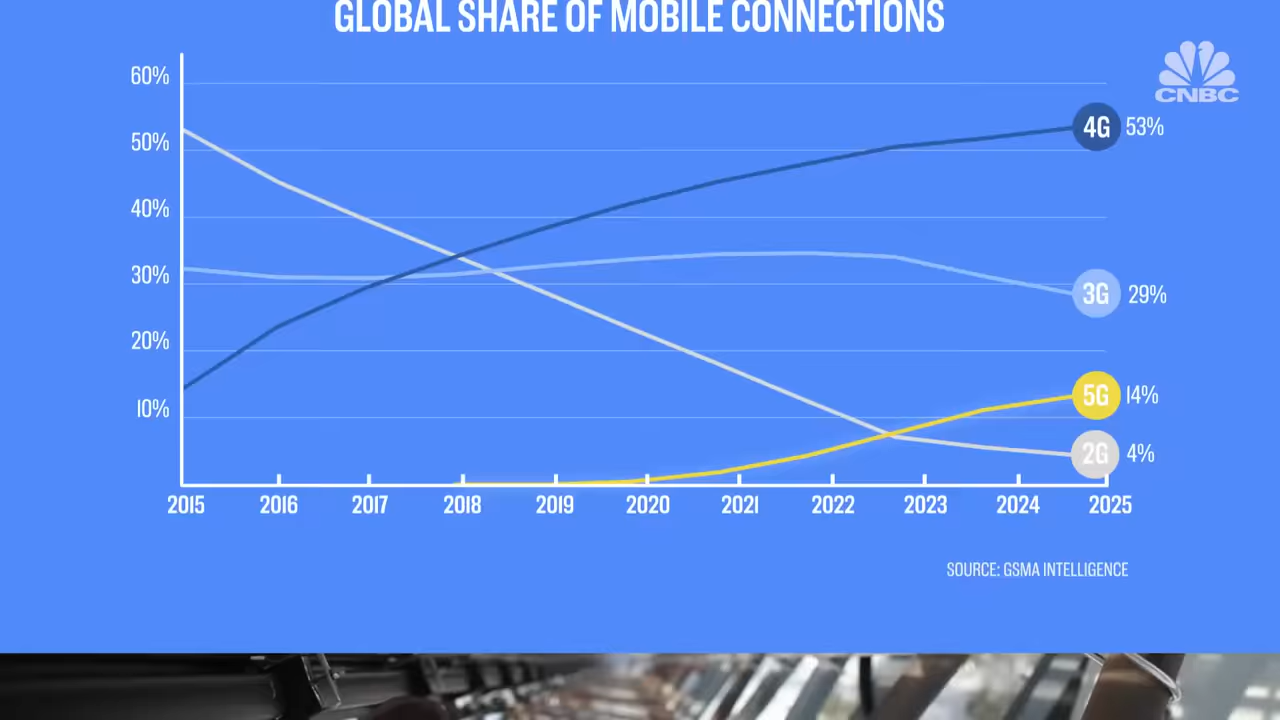 GLOBAL SHARE OF MOBILE CONNECTIONS
CNBC
60%
50%
40%
30%
20%
10%
4G 53%
3G 29%
5G 14%
2G 4%
2015 2016 2017 2018 2019 2020 2021 2022 2023 2024 2025
SOURCE: GSMA INTELLIGENCE